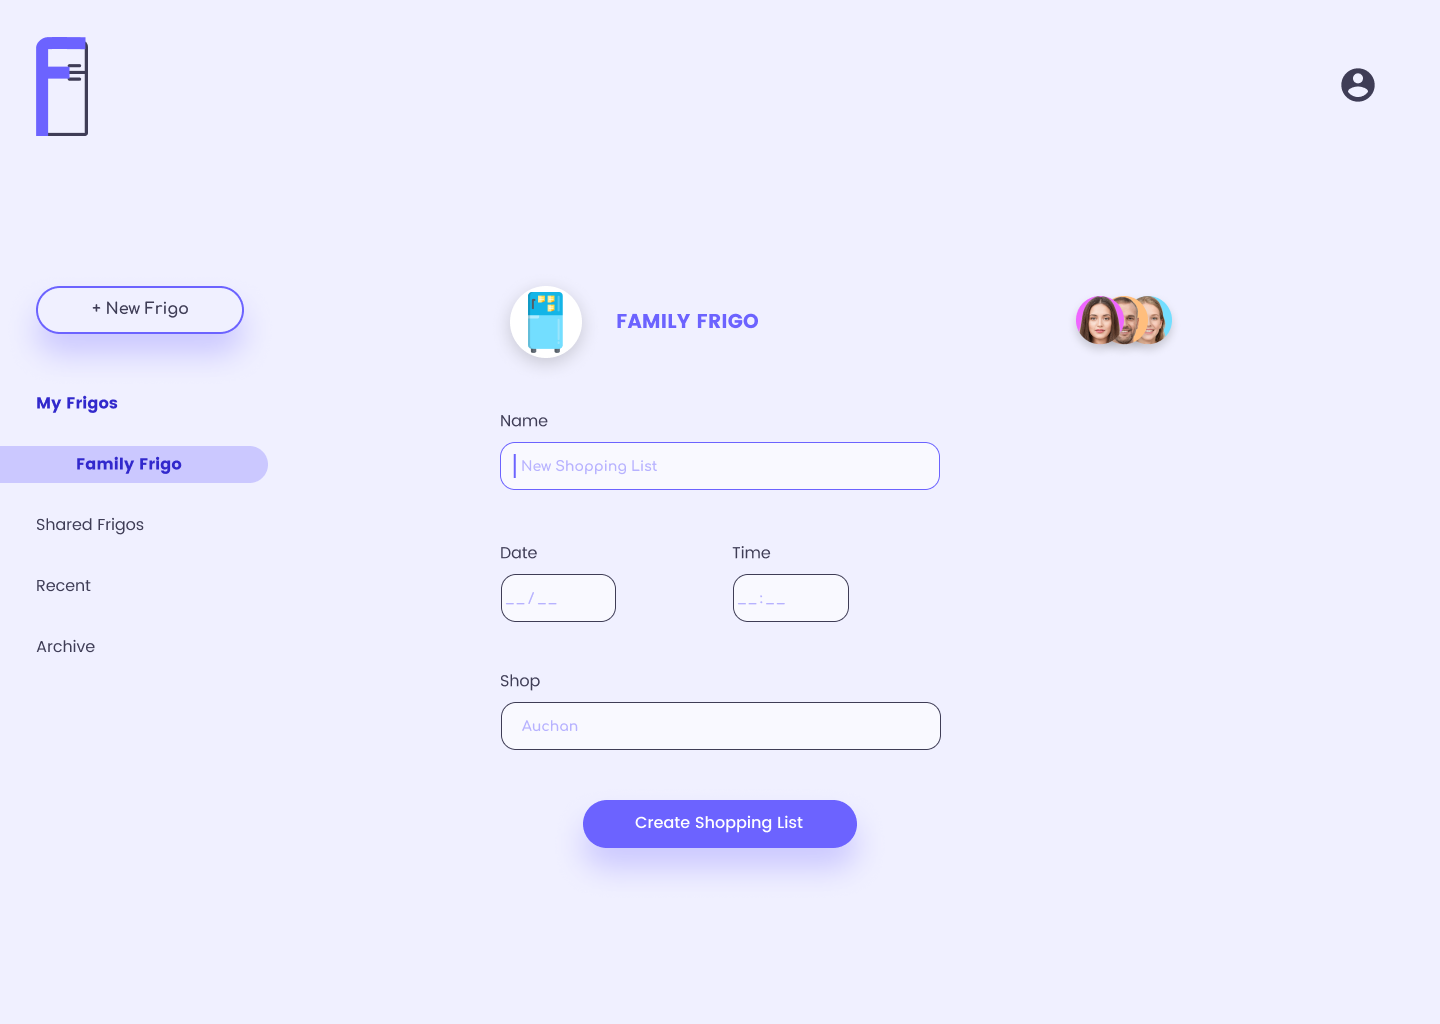 F
+ New Frigo
My Frigos
Family Frigo
Shared Frigos
Recent
Archive
FAMILY FRIGO
Name
New Shopping List
Date
Time
__/__
__:__
Shop
Auchan
Create Shopping List